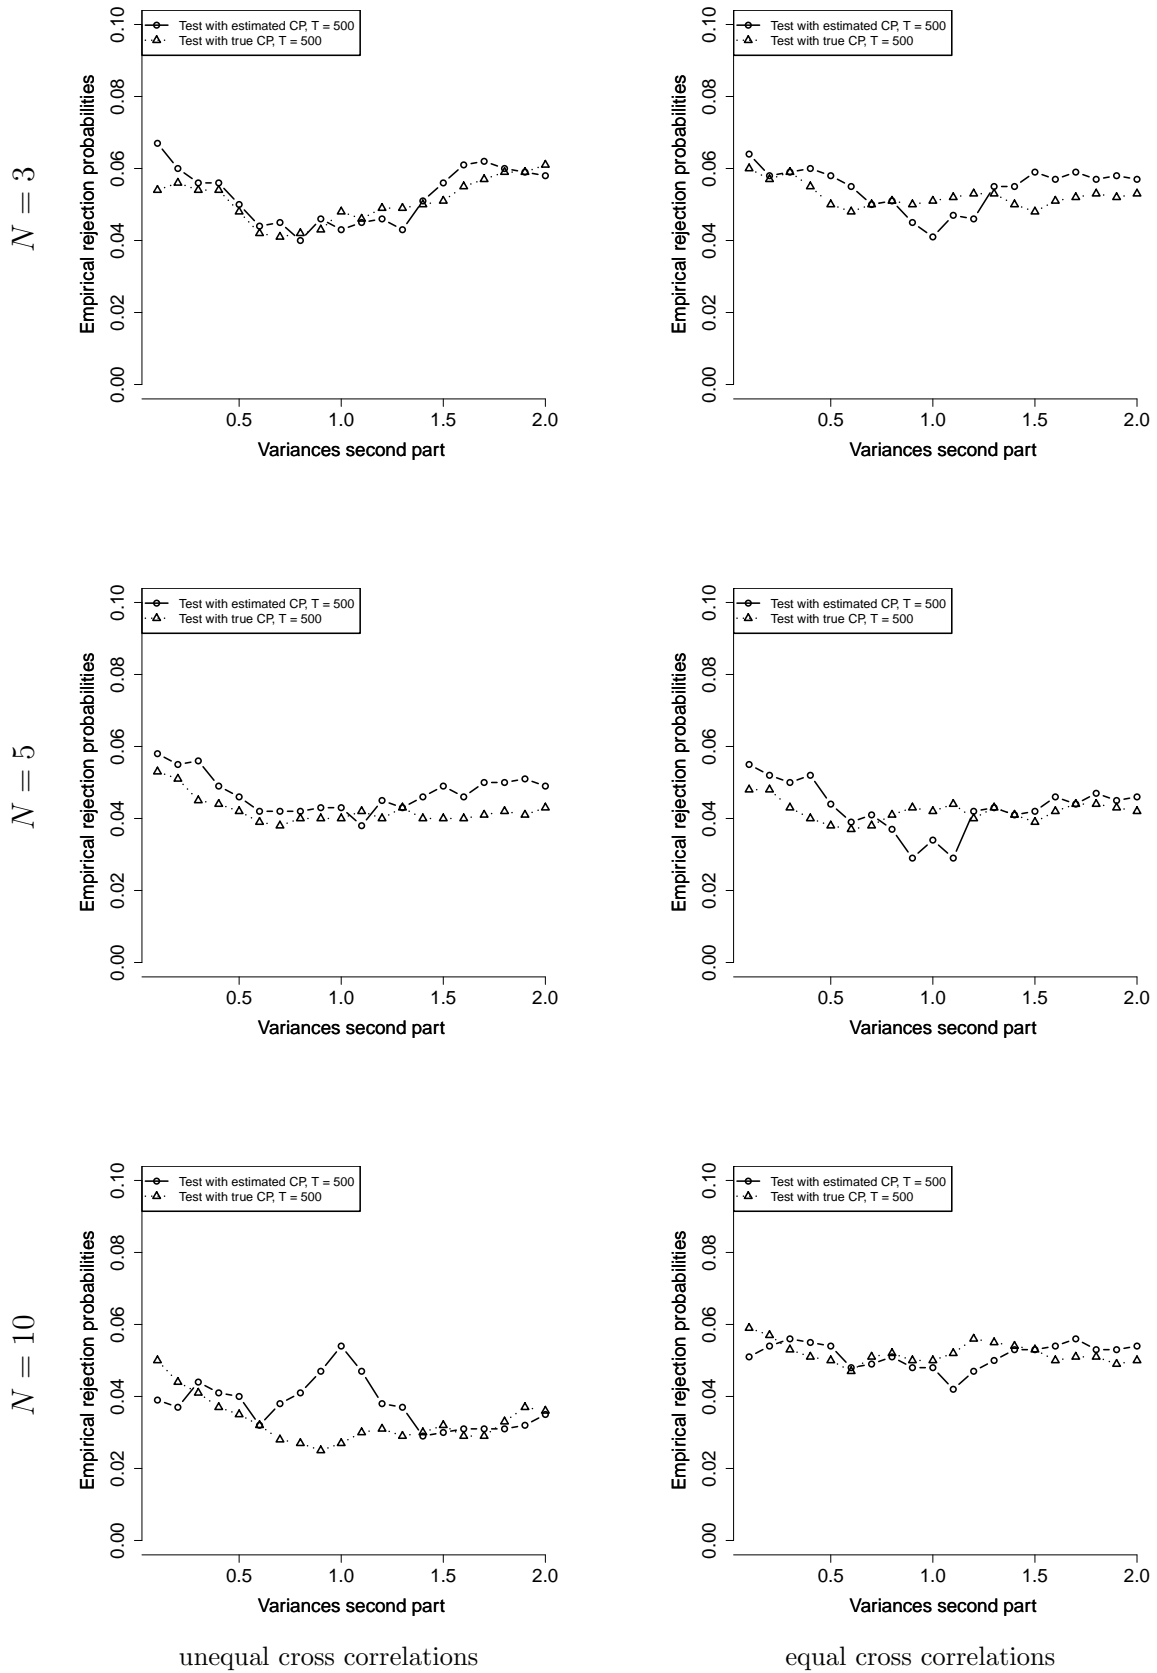 N = 3
Empirical rejection probabilities
0.00 0.02 0.04 0.06 0.08 0.10
Test with estimated CP, T = 500
Test with true CP, T = 500
0.5 1.0 1.5 2.0
Variances second part
Empirical rejection probabilities
0.00 0.02 0.04 0.06 0.08 0.10
Test with estimated CP, T = 500
Test with true CP, T = 500
0.5 1.0 1.5 2.0
Variances second part
N = 5
Empirical rejection probabilities
0.00 0.02 0.04 0.06 0.08 0.10
Test with estimated CP, T = 500
Test with true CP, T = 500
0.5 1.0 1.5 2.0
Variances second part
Empirical rejection probabilities
0.00 0.02 0.04 0.06 0.08 0.10
Test with estimated CP, T = 500
Test with true CP, T = 500
0.5 1.0 1.5 2.0
Variances second part
N = 10
Empirical rejection probabilities
0.00 0.02 0.04 0.06 0.08 0.10
Test with estimated CP, T = 500
Test with true CP, T = 500
0.5 1.0 1.5 2.0
Variances second part
Empirical rejection probabilities
0.00 0.02 0.04 0.06 0.08 0.10
Test with estimated CP, T = 500
Test with true CP, T = 500
0.5 1.0 1.5 2.0
Variances second part
unequal cross correlations
equal cross correlations